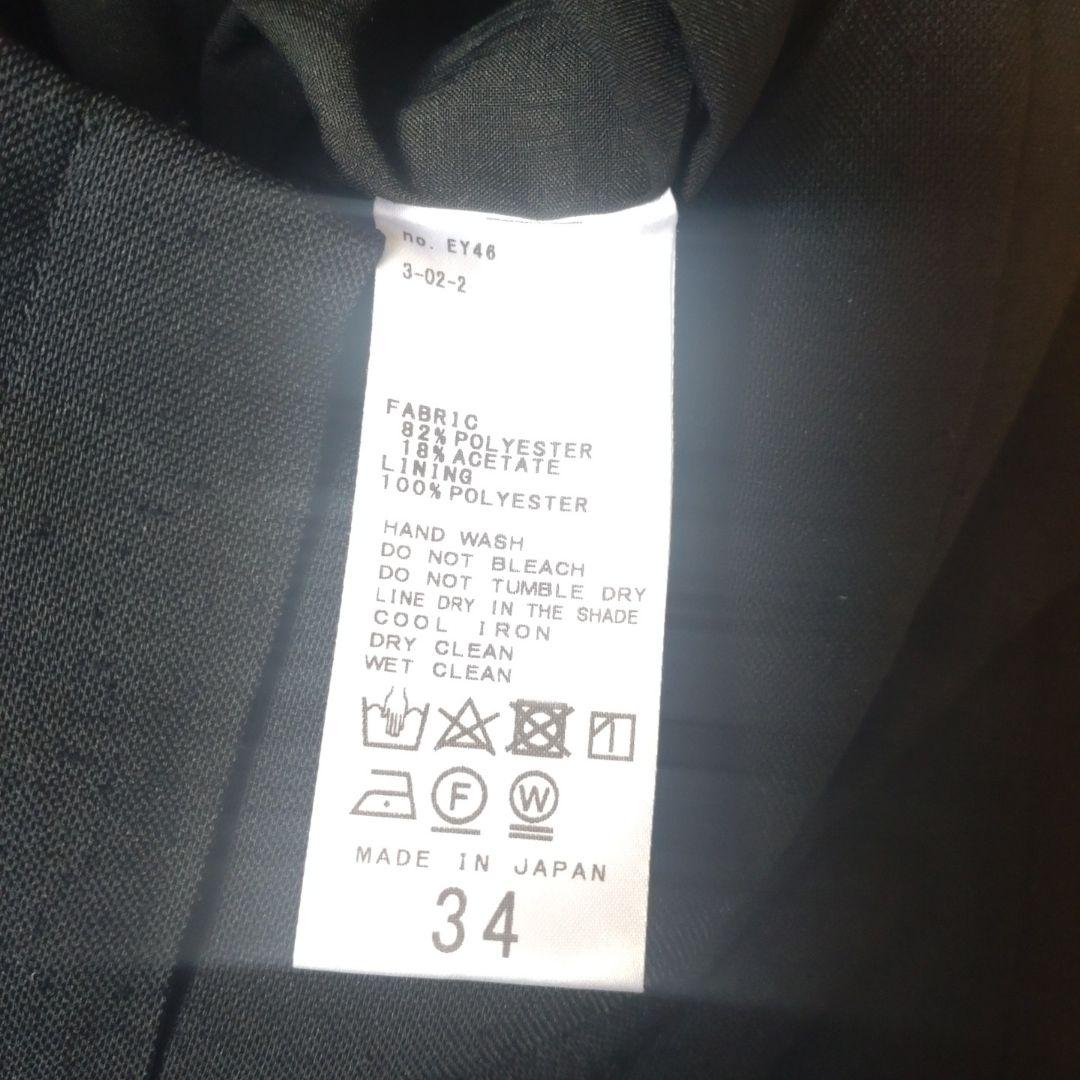 no. EY46
3-02-2
FABRIC
82%POLYESTER
18%ACETATE
LINING
100%POLYESTER
HAND WASH
DO NOT BLEACH
DO NOT TUMBLE DRY
LINE DRY IN THE SHADE
COOL IRON
DRY CLEAN
WET CLEAN
F W
MADE IN JAPAN
34